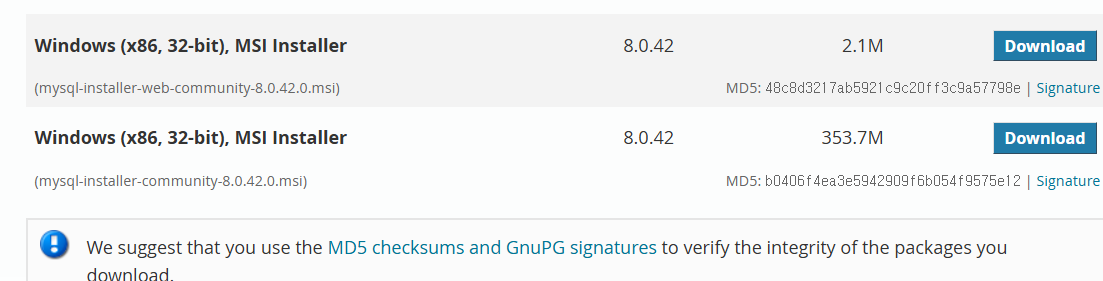 Windows (x86, 32-bit), MSI Installer 8.0.42 2.1M Download
(mysql-installer-web-community-8.0.42.0.msi) MD5: 48c8d3217ab5921c9c20ff3c9a57798e | Signature
Windows (x86, 32-bit), MSI Installer 8.0.42 353.7M Download
(mysql-installer-community-8.0.42.0.msi) MD5: b0406f4ea3e5942909f6b054f9575e12 | Signature
We suggest that you use the MD5 checksums and GnuPG signatures to verify the integrity of the packages you
download.